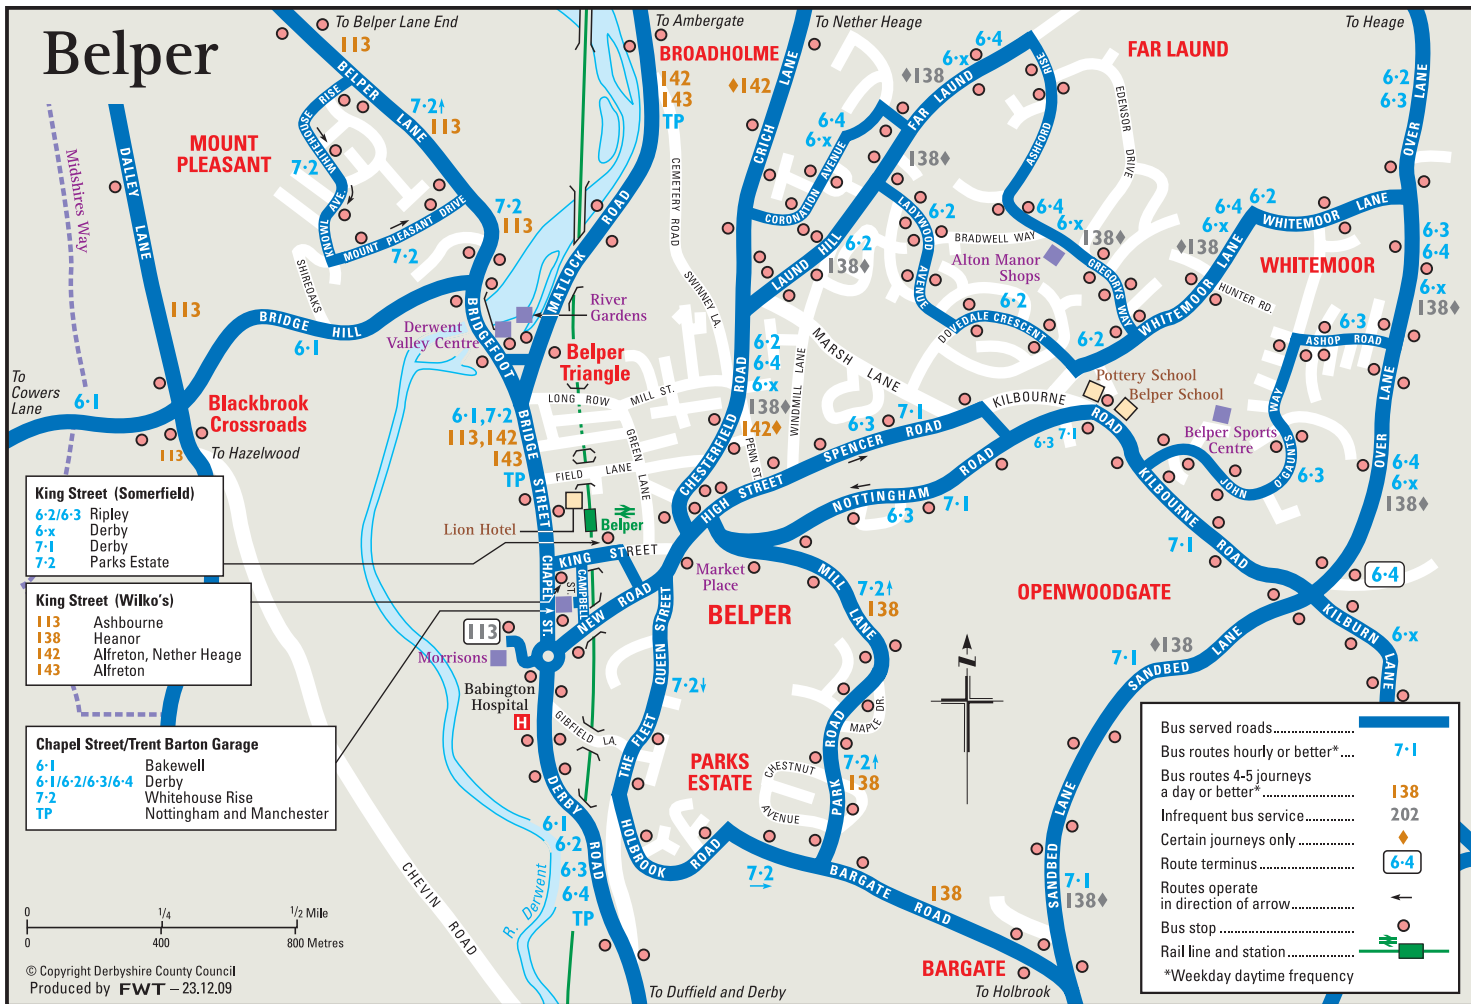 Belper
To Belper Lane End
To Ambergate
To Nether Heage
To Heage
BROADHOLME
FAR LAUND
113
BELPER LANE
7·2↑
113
142
143
TP
♦142
CRICH LANE
♦138
6·4
6·x
FAR LAUND
6·4
6·x
RISE
ASHFORD
EDENSOR DRIVE
6·2
6·3
OVER LANE
MOUNT
PLEASANT
WHITEHOUSE RISE
7·2
MOUNT AVE.
MOUNT PLEASANT DRIVE
7·2
7·2
113
SHIREOAKS
Midshires Way
DALLEY LANE
113
BRIDGE HILL
6·1
MATLOCK ROAD
CEMETERY ROAD
SWINNEY LA.
CORONATION AVENUE
138♦
LAUND HILL
6·2
138♦
LADYWOOD AVENUE
6·2
BRADWELL WAY
Alton Manor
Shops
6·4
6·x
138♦
GREGORYS WAY
♦138
6·4
6·x
6·2
WHITEMOOR LANE
WHITEMOOR LANE
WHITEMOOR
HUNTER RD.
6·3
6·4
6·x
138♦
6·3
ASHOP ROAD
River
Gardens
Derwent
Valley Centre
BRIDGEFOOT
Belper
Triangle
LONG ROW
MILL ST.
6·2
6·4
6·x
138♦
142♦
CHESTERFIELD ROAD
WINDMILL LANE
MARSH LANE
DOVEDALE CRESCENT
6·2
6·2
Pottery School
Belper School
KILBOURNE ROAD
To
Cowers
Lane
6·1
Blackbrook
Crossroads
113
To Hazelwood
6·1, 7·2
113, 142
143
TP
BRIDGE STREET
GREEN LANE
FIELD LANE
PENN ST.
HIGH STREET
SPENCER ROAD
6·3
7·1
6·3
7·1
NOTTINGHAM ROAD
6·3
7·1
Belper Sports
Centre
JOHN O'GAUNTS WAY
6·3
OVER LANE
6·4
6·x
138♦
KILBOURNE ROAD
7·1
King Street (Somerfield)
6·2/6·3 Ripley
6·x Derby
7·1 Derby
7·2 Parks Estate
King Street (Wilko's)
113 Ashbourne
138 Heanor
142 Alfreton, Nether Heage
143 Alfreton
Chapel Street/Trent Barton Garage
6·1 Bakewell
6·1/6·2/6·3/6·4 Derby
7·2 Whitehouse Rise
TP Nottingham and Manchester
Lion Hotel
Belper
KING STREET
CHAPEL ST.
CAMPBELL ST.
NEW ROAD
Market
Place
BELPER
MILL LANE
7·2↑
138
OPENWOODGATE
6·4
KILBURN LANE
6·x
113
Morrisons
Babington
Hospital
H
GIBFIELD LA.
THE FLEET
QUEEN STREET
7·2↓
♦138
7·1
SANDBED LANE
MAPLE DR.
PARK ROAD
7·2↑
138
PARKS
ESTATE
CHESTNUT AVENUE
DERBY ROAD
6·1
6·2
6·3
6·4
TP
HOLBROOK ROAD
7·2
BARGATE ROAD
138
SANDBED LANE
7·1
138♦
CHEVIN ROAD
R. Derwent
BARGATE
To Duffield and Derby
To Holbrook
Bus served roads
Bus routes hourly or better* 7·1
Bus routes 4-5 journeys
a day or better* 138
Infrequent bus service 202
Certain journeys only ♦
Route terminus 6·4
Routes operate
in direction of arrow
Bus stop
Rail line and station
*Weekday daytime frequency
0 1/4 1/2 Mile
0 400 800 Metres
© Copyright Derbyshire County Council
Produced by FWT – 23.12.09